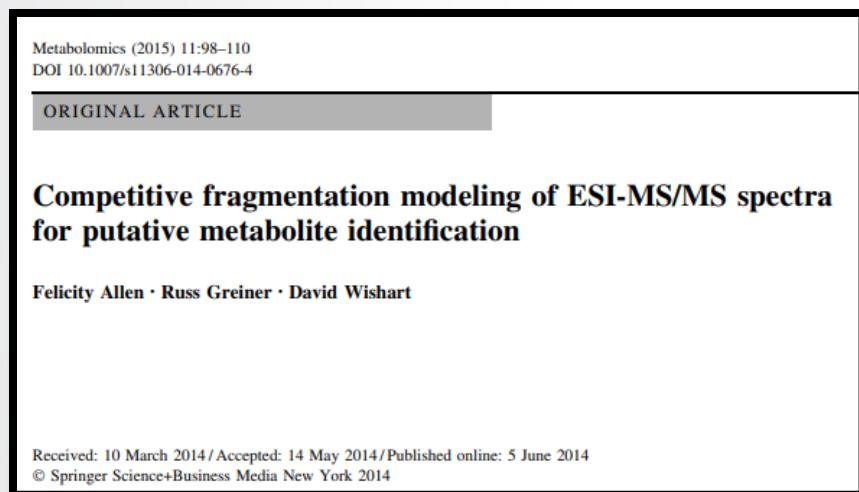 Metabolomics (2015) 11:98–110
DOI 10.1007/s11306-014-0676-4
ORIGINAL ARTICLE
Competitive fragmentation modeling of ESI-MS/MS spectra
for putative metabolite identification
Felicity Allen · Russ Greiner · David Wishart
Received: 10 March 2014 / Accepted: 14 May 2014 / Published online: 5 June 2014
© Springer Science+Business Media New York 2014